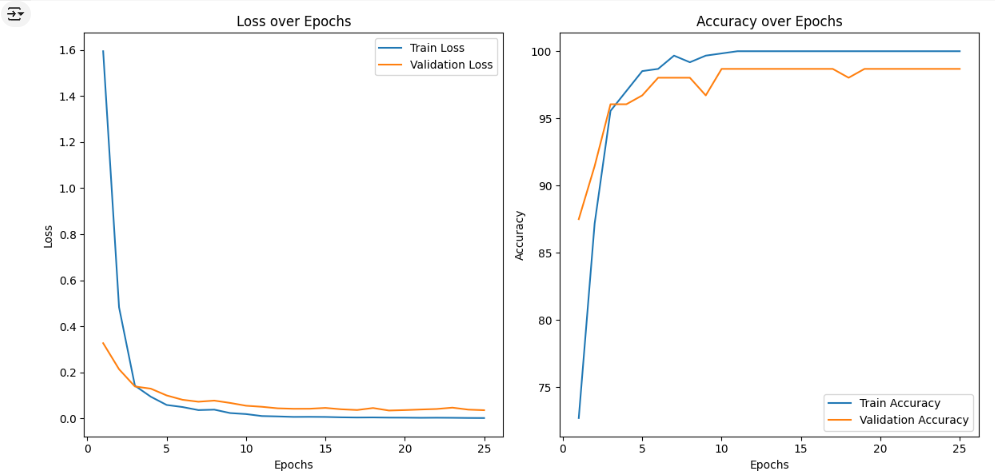 Loss over Epochs
1.6
1.4
1.2
1.0
0.8
0.6
0.4
0.2
0.0
Loss
0 5 10 15 20 25
Epochs
Train Loss
Validation Loss
Accuracy over Epochs
100
95
90
85
80
75
Accuracy
0 5 10 15 20 25
Epochs
Train Accuracy
Validation Accuracy